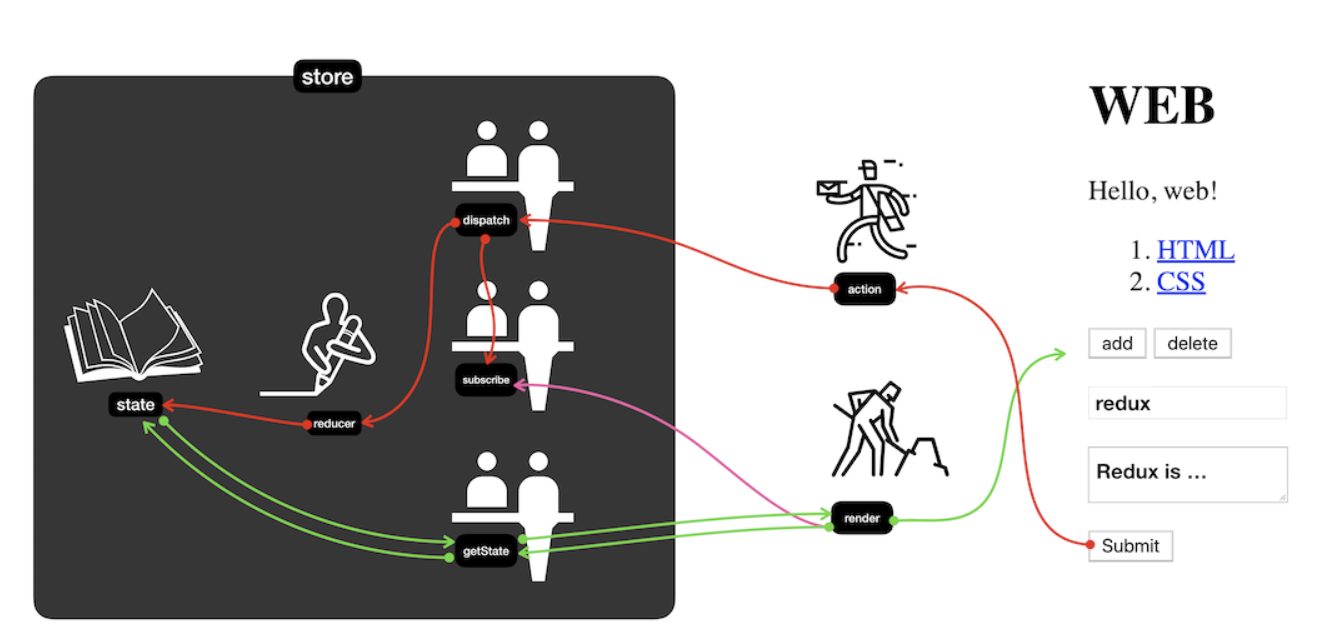 store
dispatch
subscribe
state
reducer
getState
action
render
WEB
Hello, web!
1. HTML
2. CSS
add delete
redux
Redux is ...
Submit